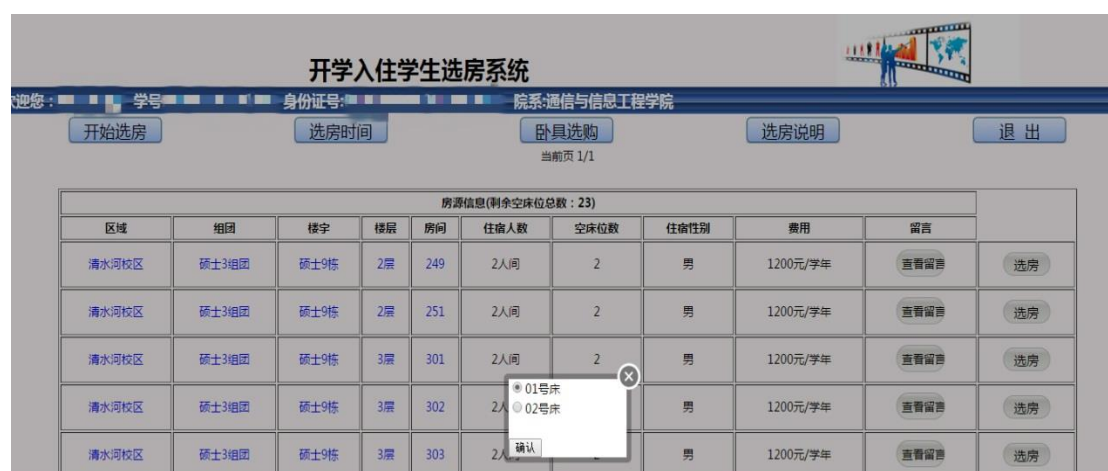 开学入住学生选房系统
欢迎您： 学号 身份证号: 院系:通信与信息工程学院
开始选房 选房时间 卧具选购 选房说明 退 出
当前页 1/1
房源信息(剩余空床位总数：23)
区域 组团 楼宇 楼层 房间 住宿人数 空床位数 住宿性别 费用 留言
清水河校区 硕士3组团 硕士9栋 2层 249 2人间 2 男 1200元/学年 查看留言 选房
清水河校区 硕士3组团 硕士9栋 2层 251 2人间 2 男 1200元/学年 查看留言 选房
清水河校区 硕士3组团 硕士9栋 3层 301 2人间 2 男 1200元/学年 查看留言 选房
01号床
清水河校区 硕士3组团 硕士9栋 3层 302 2人 男 1200元/学年 查看留言 选房
02号床
确认
清水河校区 硕士3组团 硕士9栋 3层 303 2人 男 1200元/学年 查看留言 选房